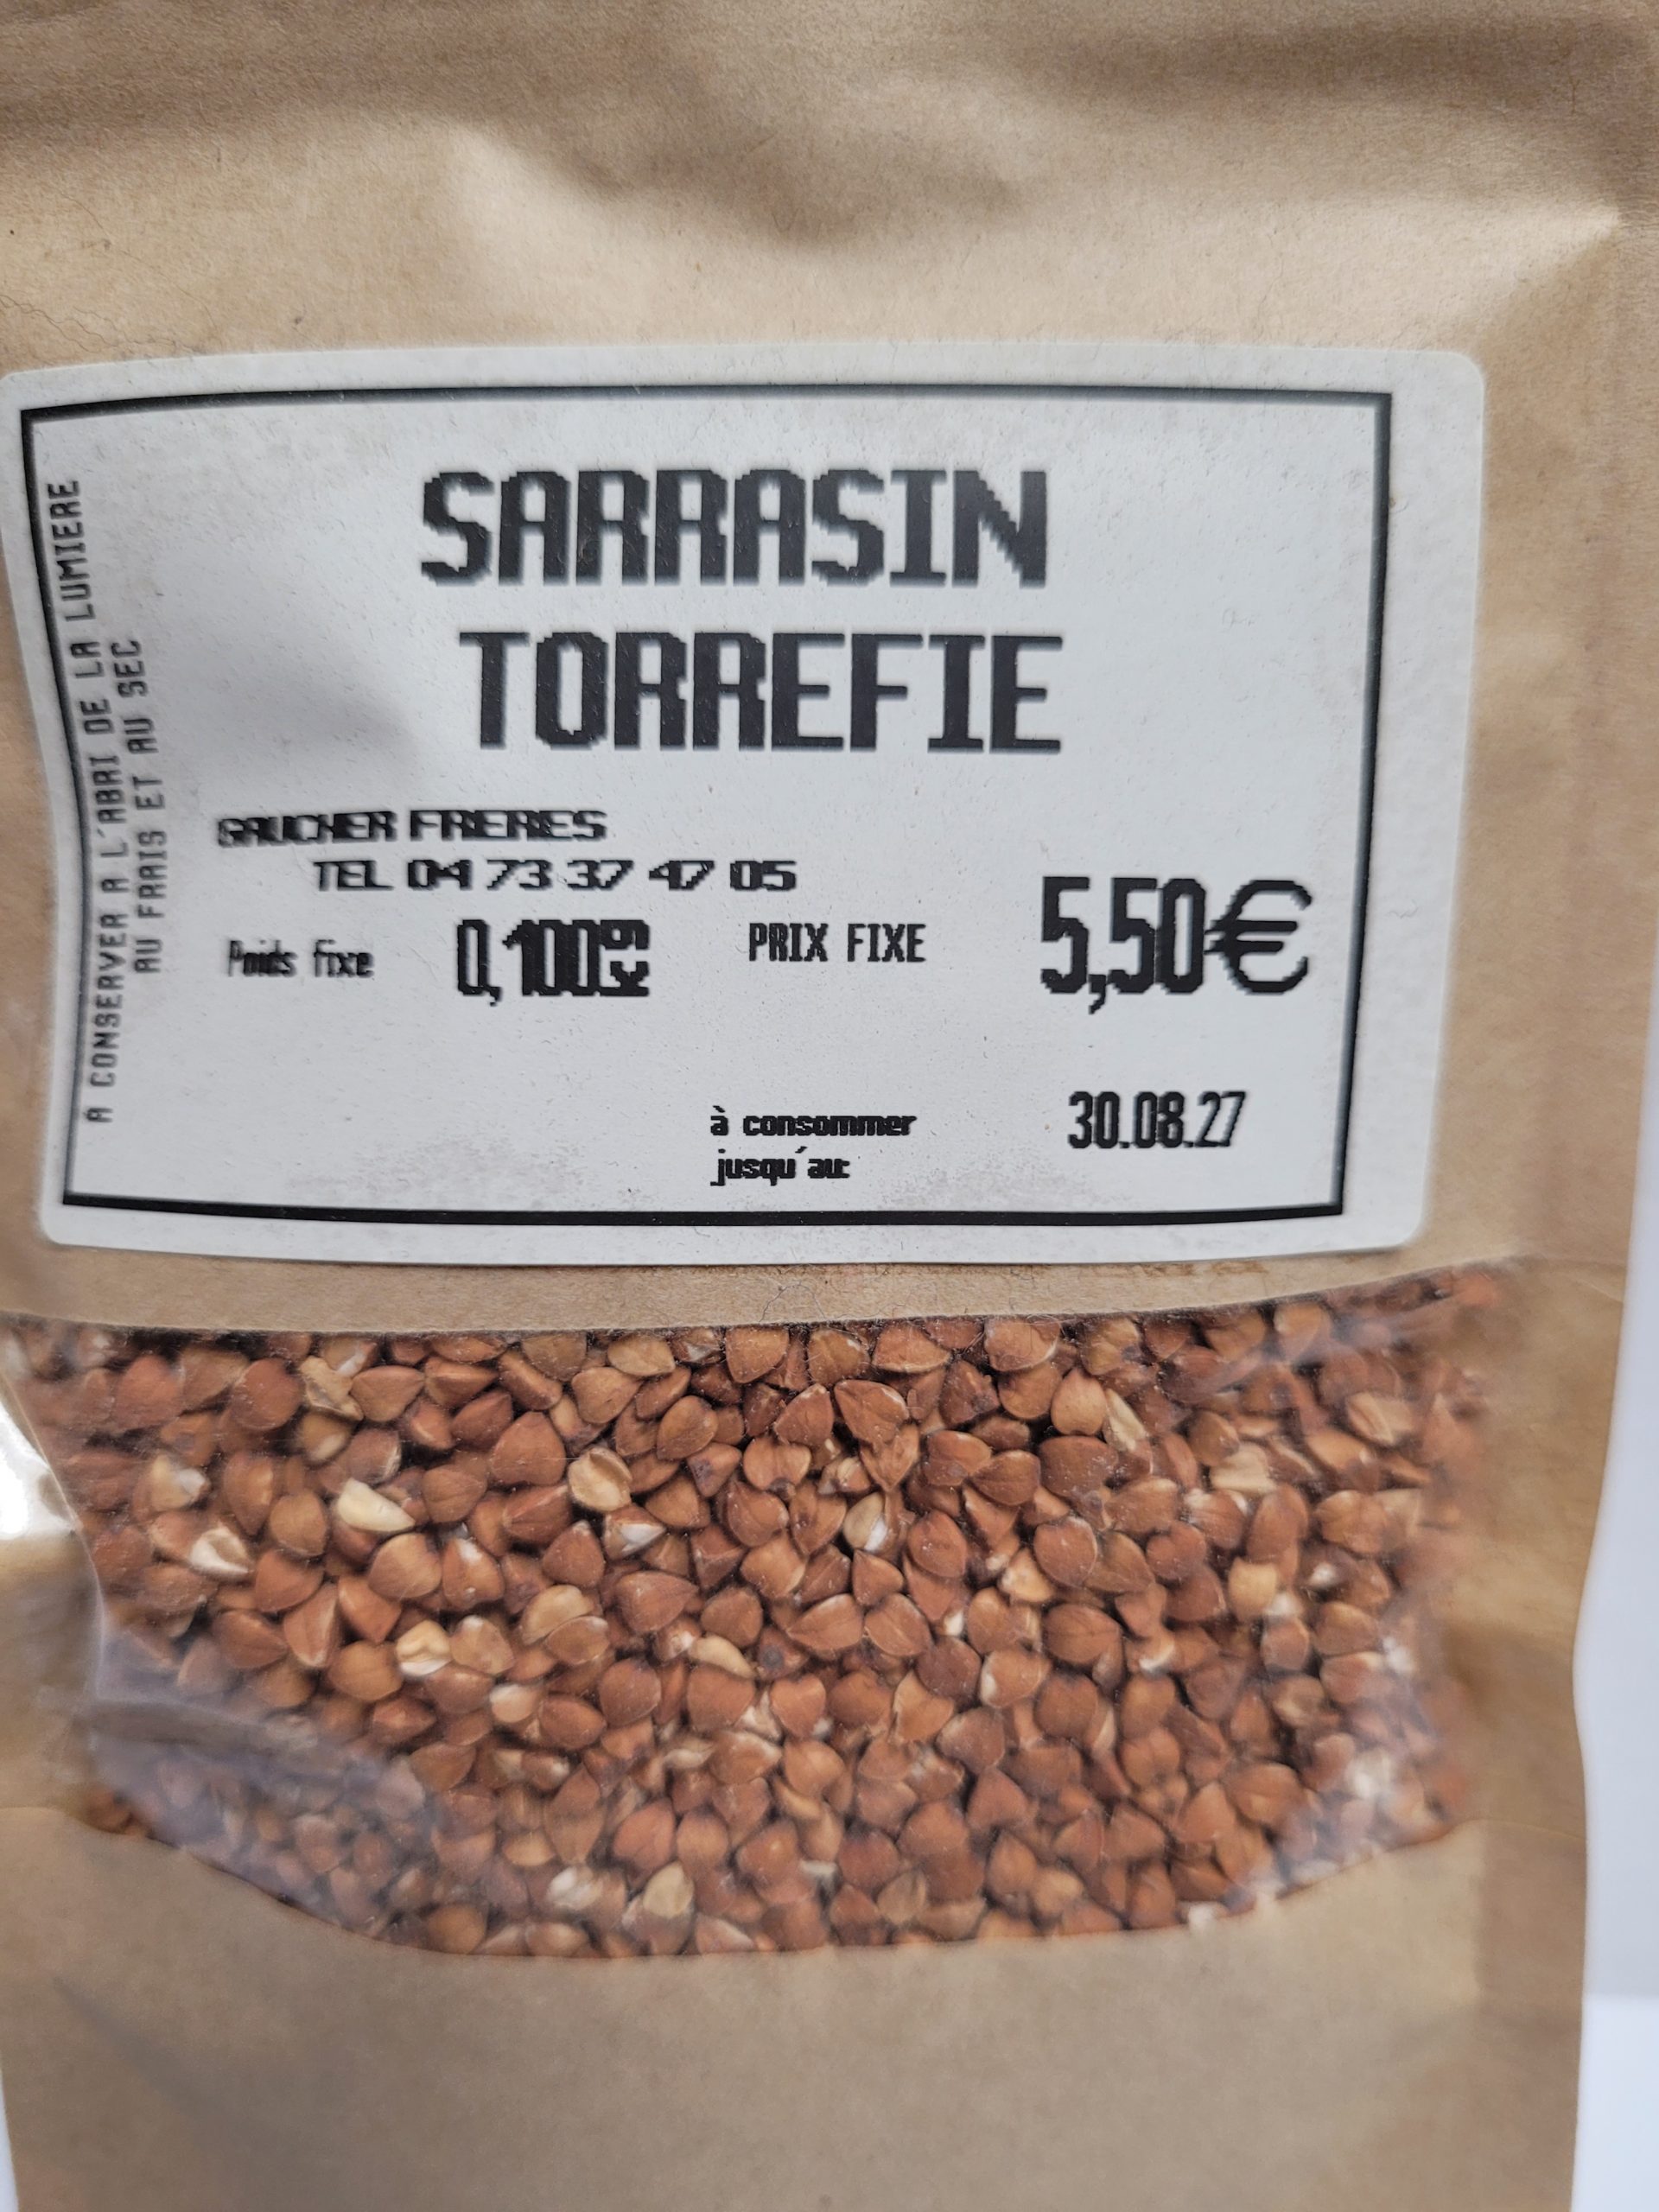 SARRASIN
TORREFIE
GAUCHER FRERES
TEL 04 73 37 47 05
Poids fixe 0,100kg PRIX FIXE 5,50€
à consommer 30.08.27
jusqu'au:
A CONSERVER A L'ABRI DE LA LUMIERE
AU FRAIS ET AU SEC